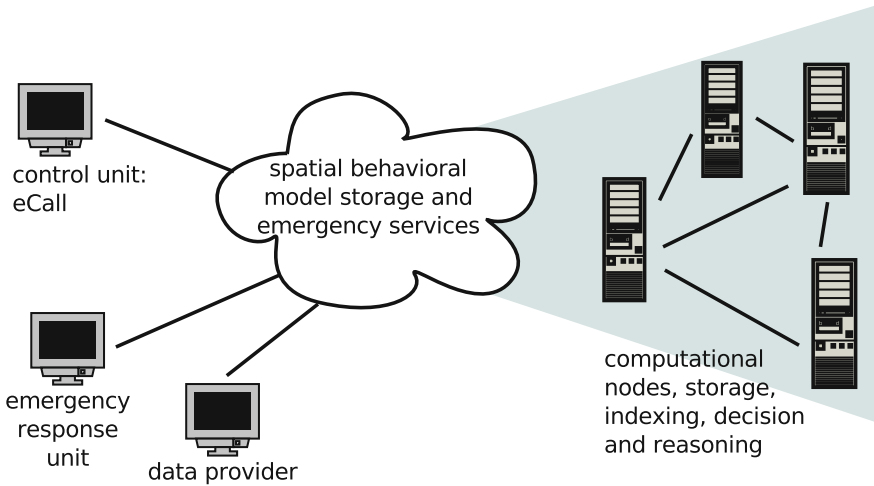 control unit:
eCall
spatial behavioral
model storage and
emergency services
emergency
response
unit
data provider
computational
nodes, storage,
indexing, decision
and reasoning